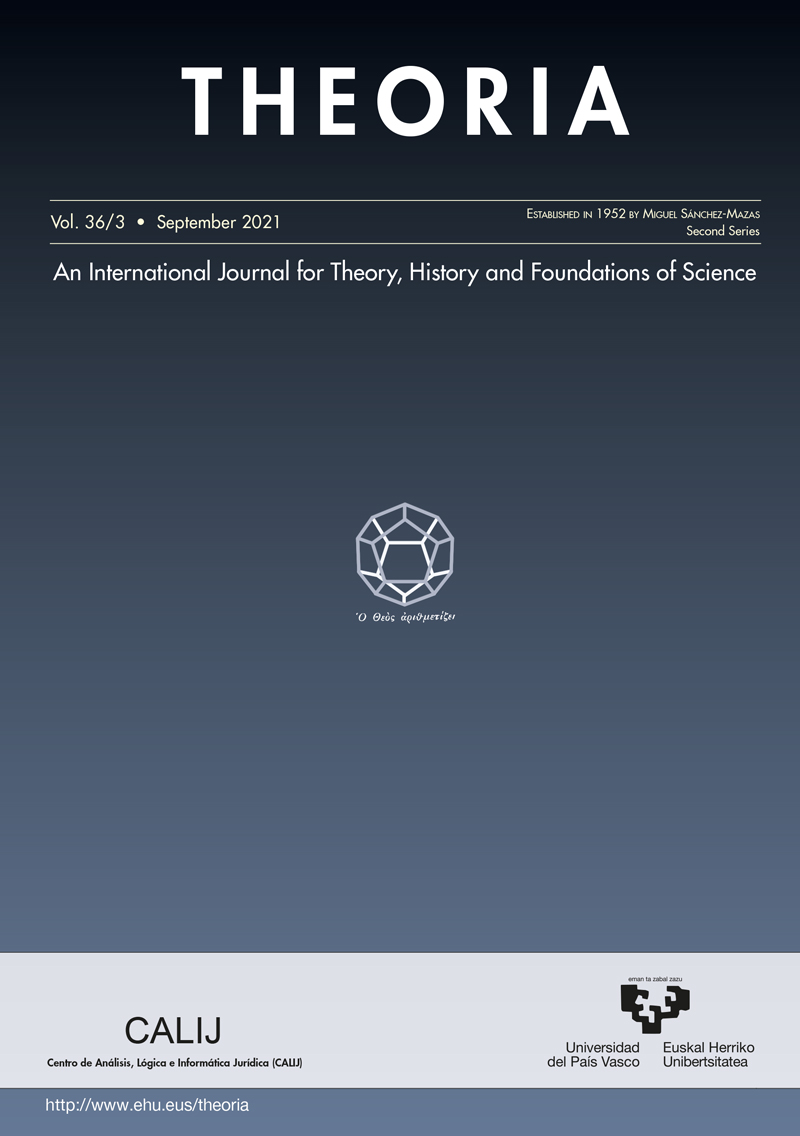 THEORIA
Vol. 36/3 • September 2021
Established in 1952 by Miguel Sánchez-Mazas
Second Series
An International Journal for Theory, History and Foundations of Science
Ὁ Θεὸς ἀριθμετίζει
eman ta zabal zazu
CALIJ
Centro de Análisis, Lógica e Informática Jurídica (CALIJ)
Universidad
del País Vasco
Euskal Herriko
Unibertsitatea
http://www.ehu.eus/theoria